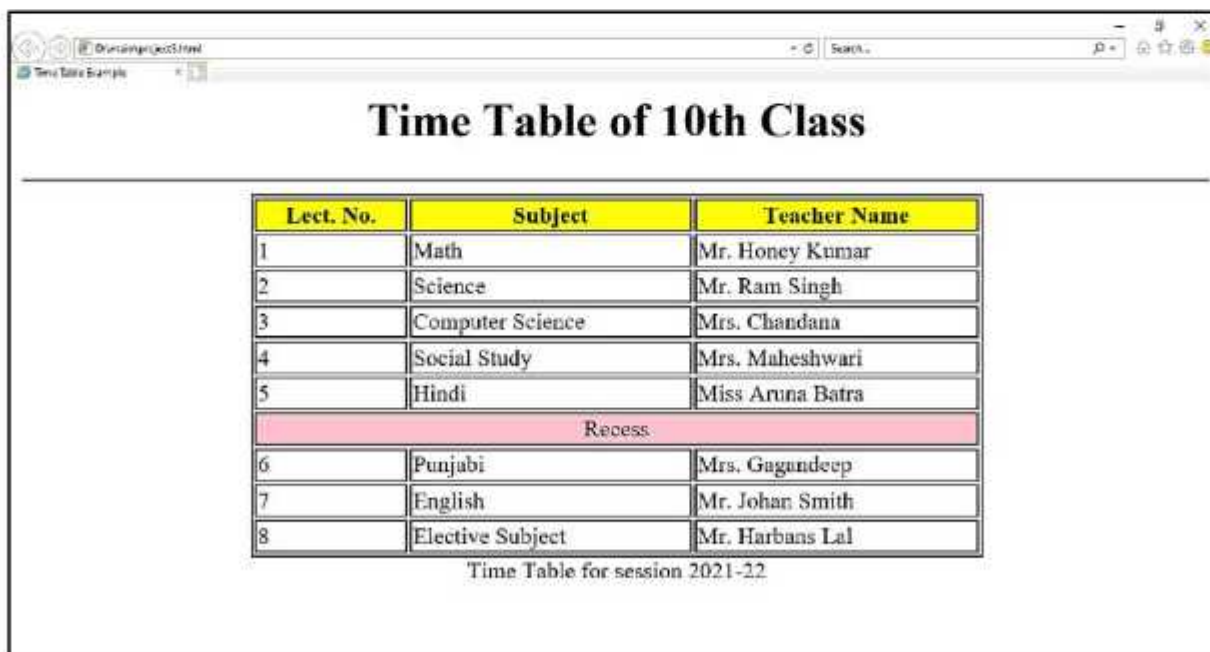 Search...
Time Table Example
Time Table of 10th Class
Lect. No. Subject Teacher Name
1 Math Mr. Honey Kumar
2 Science Mr. Ram Singh
3 Computer Science Mrs. Chandana
4 Social Study Mrs. Maheshwari
5 Hindi Miss Aruna Batra
Recess
6 Punjabi Mrs. Gagandeep
7 English Mr. Johan Smith
8 Elective Subject Mr. Harbans Lal
Time Table for session 2021-22